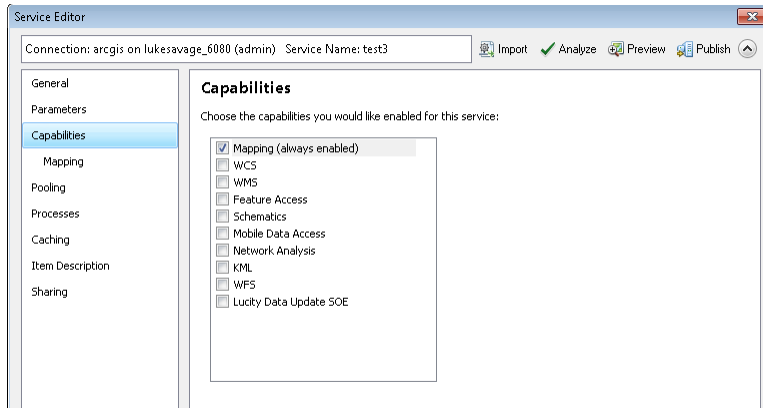 Service Editor
Connection: arcgis on lukesavage_6080 (admin) Service Name: test3
Import
Analyze
Preview
Publish
General
Parameters
Capabilities
Mapping
Pooling
Processes
Caching
Item Description
Sharing
Capabilities
Choose the capabilities you would like enabled for this service:
Mapping (always enabled)
WCS
WMS
Feature Access
Schematics
Mobile Data Access
Network Analysis
KML
WFS
Lucity Data Update SOE